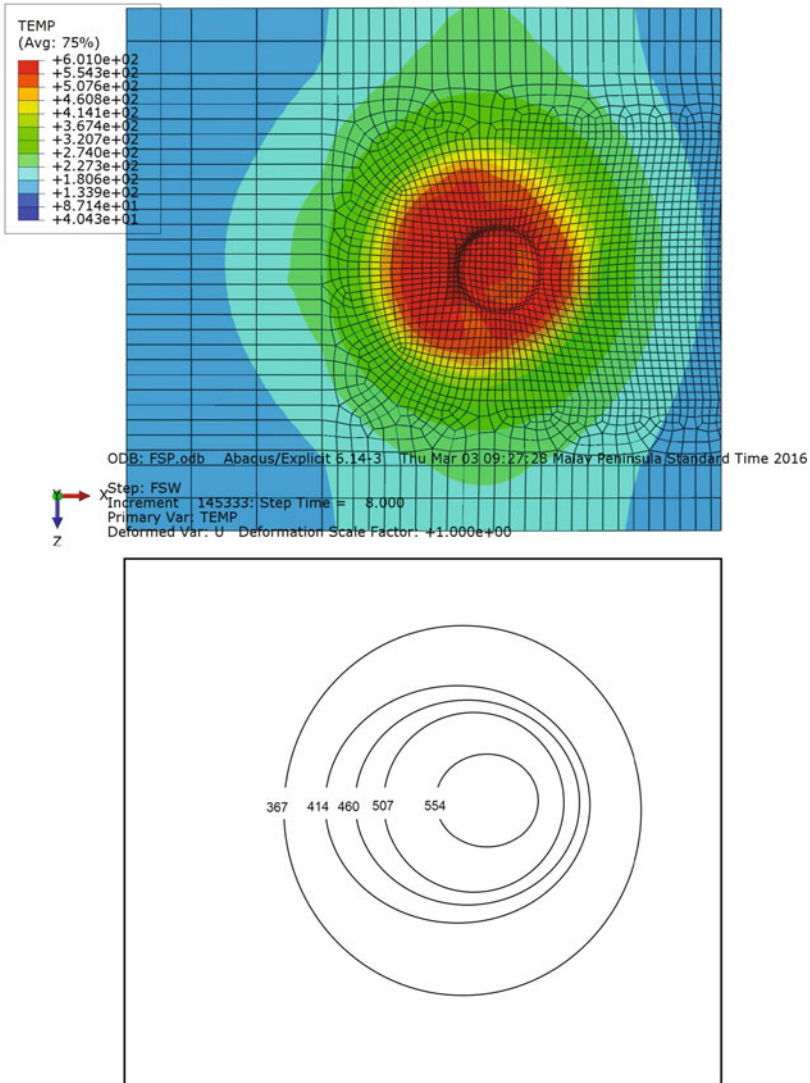 TEMP
(Avg: 75%)
+6.010e+02
+5.543e+02
+5.076e+02
+4.608e+02
+4.141e+02
+3.674e+02
+3.207e+02
+2.740e+02
+2.273e+02
+1.806e+02
+1.339e+02
+8.714e+01
+4.043e+01
ODB: FSP.odb Abaqus/Explicit 6.14-3 Thu Mar 03 09:27:28 Malay Peninsula Standard Time 2016
Y X
Z
Step: FSW
Increment 145333: Step Time = 8.000
Primary Var: TEMP
Deformed Var: U Deformation Scale Factor: +1.000e+00
367 414 460 507 554